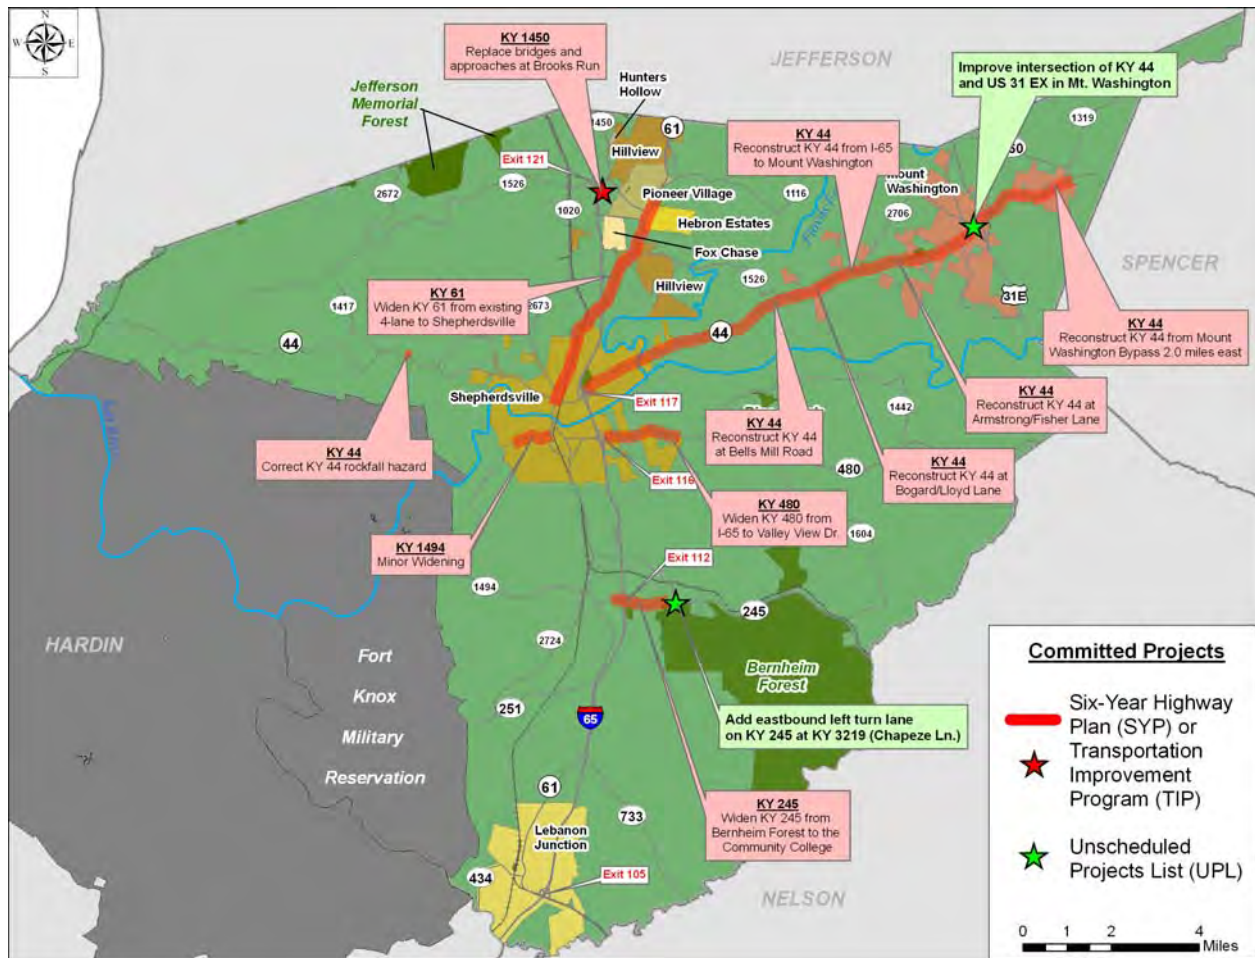 N
W
E
S
JEFFERSON
KY 1450
Replace bridges and
approaches at Brooks Run
Improve intersection of KY 44
and US 31 EX in Mt. Washington
Hunters
Hollow
Jefferson
Memorial
Forest
1450
61
1319
Hillview
KY 44
Reconstruct KY 44 from I-65
to Mount Washington
Exit 121
Washington
2672
1526
Pioneer Village
1116
1020
2706
Hebron Estates
Fox Chase
SPENCER
1526
Hillview
KY 61
Widen KY 61 from existing
4-lane to Shepherdsville
31E
1417
2673
44
44
KY 44
Reconstruct KY 44 from Mount
Washington Bypass 2.0 miles east
Shepherdsville
Exit 117
KY 44
Reconstruct KY 44 at
Armstrong/Fisher Lane
1442
KY 44
Reconstruct KY 44
at Bells Mill Road
KY 44
Correct KY 44 rockfall hazard
KY 44
Reconstruct KY 44 at
Bogard/Lloyd Lane
480
Exit 116
KY 480
Widen KY 480 from
I-65 to Valley View Dr.
1604
KY 1494
Minor Widening
Exit 112
1494
245
HARDIN
2724
Fort
Knox
Military
Reservation
Bernheim
Forest
251
65
Add eastbound left turn lane
on KY 245 at KY 3219 (Chapeze Ln.)
61
KY 245
Widen KY 245 from
Bernheim Forest to the
Community College
733
Lebanon
Junction
434
Exit 105
NELSON
Committed Projects
Six-Year Highway
Plan (SYP) or
Transportation
Improvement
Program (TIP)
Unscheduled
Projects List (UPL)
0 1 2 4
Miles